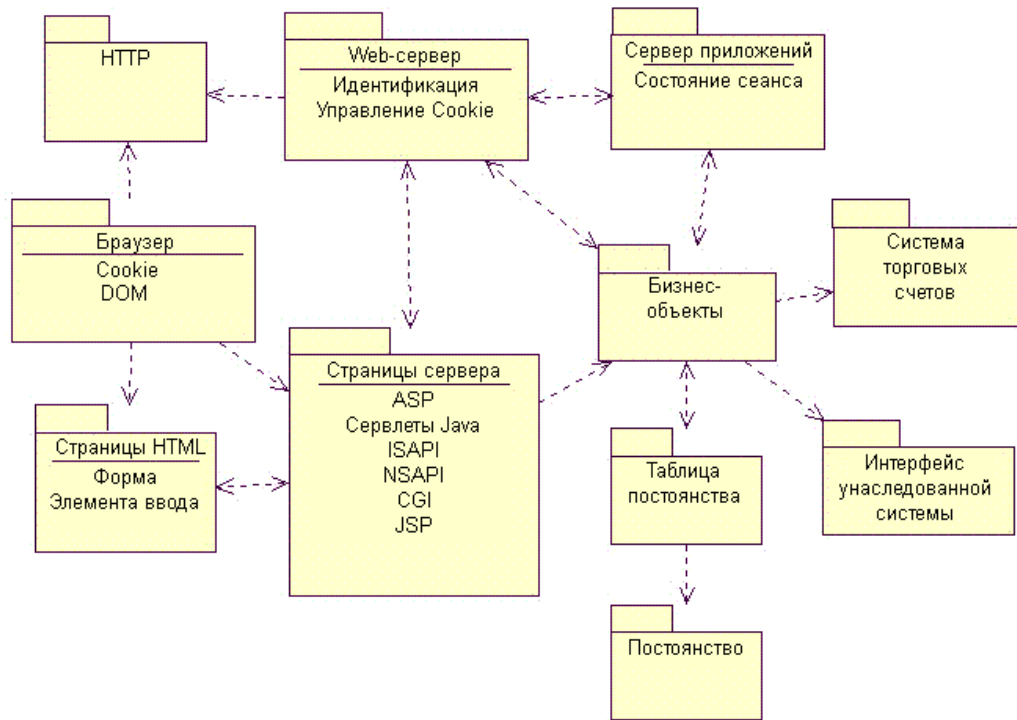 HTTP
Web-сервер
Идентификация
Управление Cookie
Сервер приложений
Состояние сеанса
Браузер
Cookie
DOM
Система
торговых
счетов
Бизнес-
объекты
Страницы сервера
ASP
Сервлеты Java
ISAPI
NSAPI
CGI
JSP
Страницы HTML
Форма
Элемента ввода
Таблица
постоянства
Интерфейс
унаследованной
системы
Постоянство